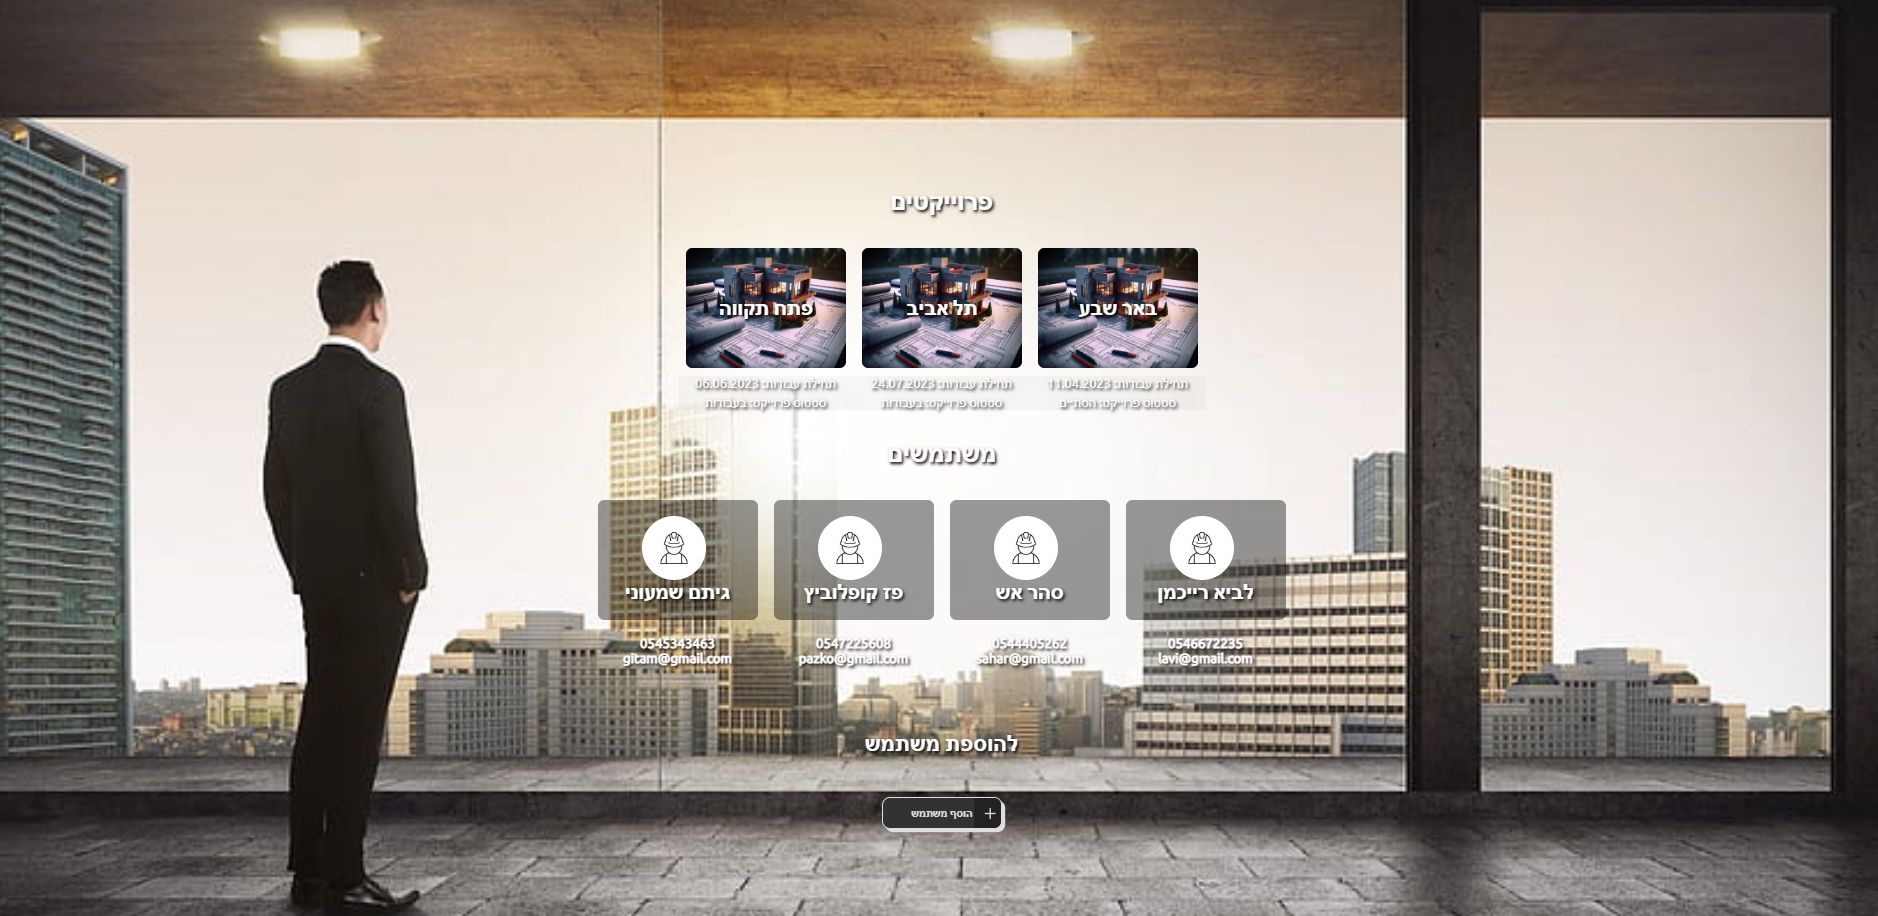 פרוייקטים
באר שבע
תל אביב
פתח תקווה
תחילת עבודות: 11.04.2023
סטטוס פרוייקט: הסתיים
תחילת עבודות: 24.07.2023
סטטוס פרוייקט: בעבודות
תחילת עבודות: 06.06.2023
סטטוס פרוייקט: בעבודות
משתמשים
לביא רייכמן
0546672235
lavi@gmail.com
סהר אש
0544405262
sahar@gmail.com
פז קופלוביץ
0547225608
pazko@gmail.com
גיתם שמעוני
0545343463
gitam@gmail.com
להוספת משתמש
הוסף משתמש